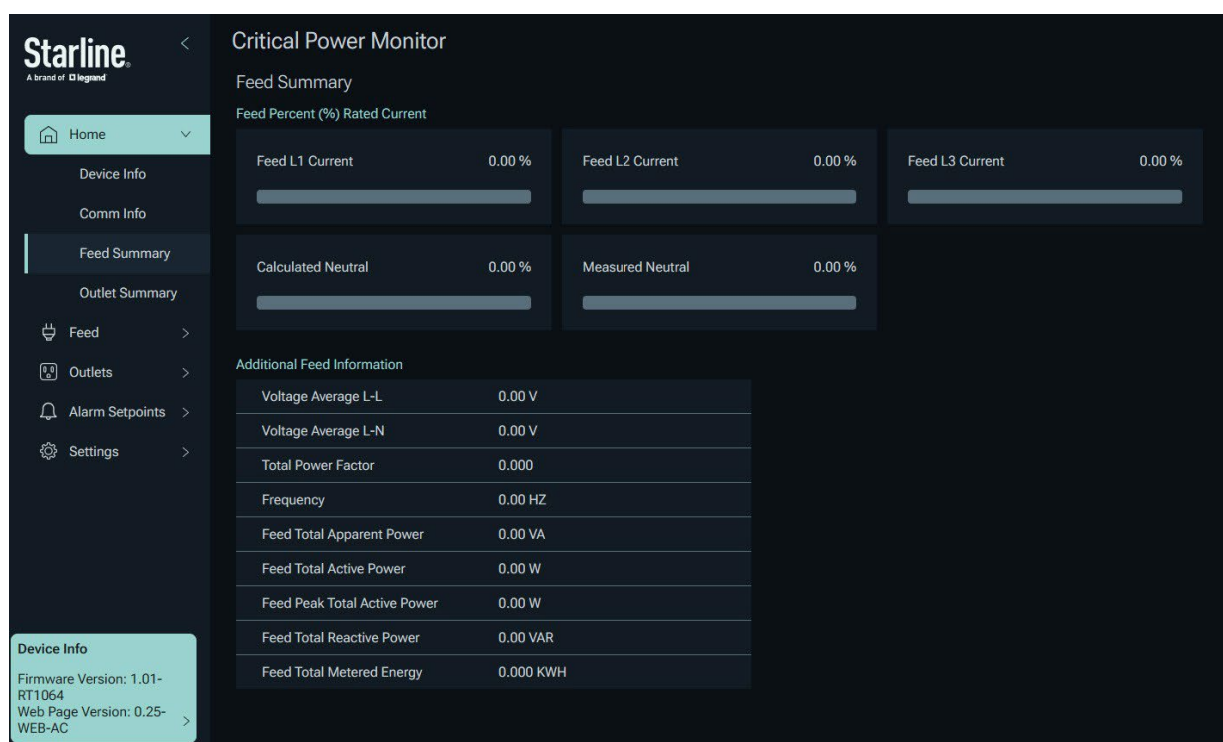 Starline®
A brand of legrand
Home
Device Info
Comm Info
Feed Summary
Outlet Summary
Feed
Outlets
Alarm Setpoints
Settings
Device Info
Firmware Version: 1.01-
RT1064
Web Page Version: 0.25-
WEB-AC
Critical Power Monitor
Feed Summary
Feed Percent (%) Rated Current
Feed L1 Current 0.00 %
Feed L2 Current 0.00 %
Feed L3 Current 0.00 %
Calculated Neutral 0.00 %
Measured Neutral 0.00 %
Additional Feed Information
Voltage Average L-L 0.00 V
Voltage Average L-N 0.00 V
Total Power Factor 0.000
Frequency 0.00 HZ
Feed Total Apparent Power 0.00 VA
Feed Total Active Power 0.00 W
Feed Peak Total Active Power 0.00 W
Feed Total Reactive Power 0.00 VAR
Feed Total Metered Energy 0.000 KWH